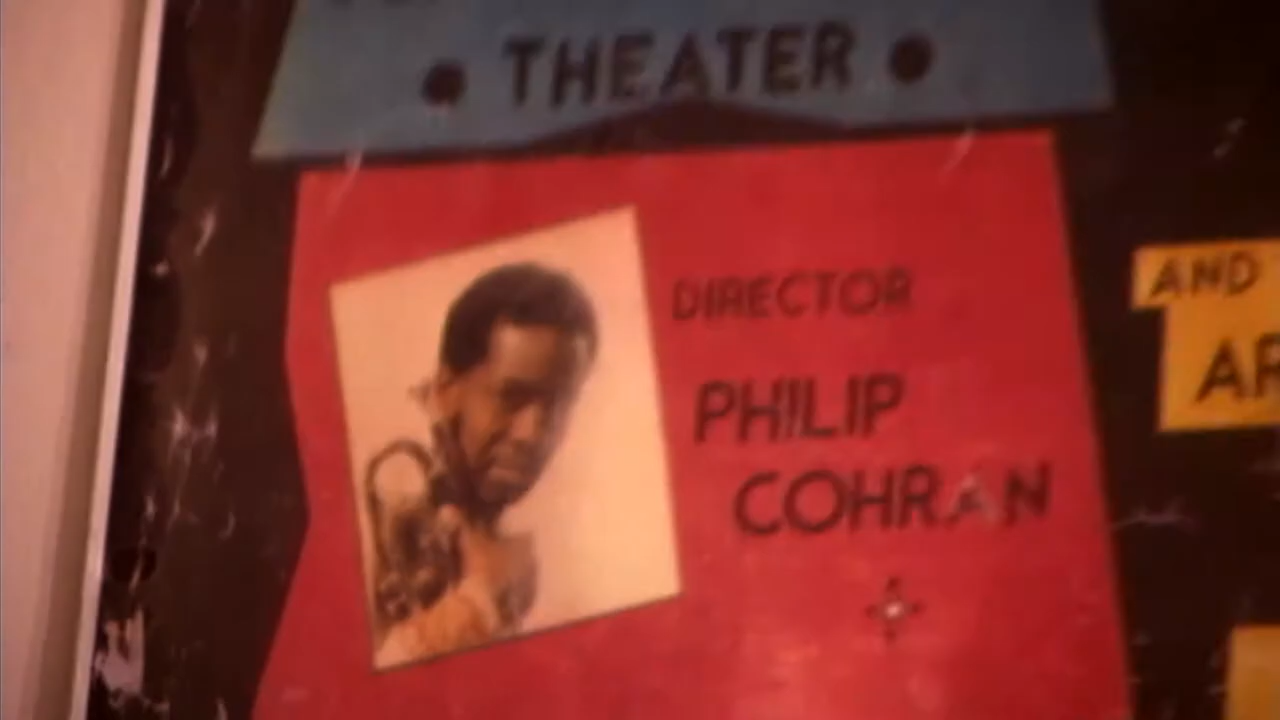 THEATER
DIRECTOR
PHILIP
COHRAN
AND